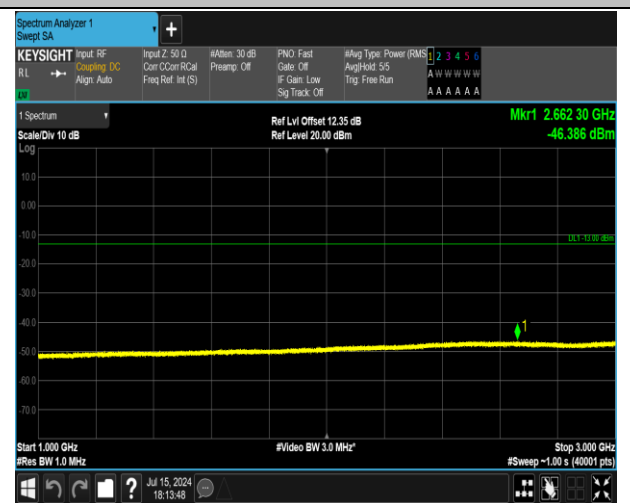 Spectrum Analyzer 1
Swept SA
+
KEYSIGHT Input: RF Input Z: 50 Ω #Atten: 30 dB PNO: Fast #Avg Type: Power (RMS 1 2 3 4 5 6
RL Coupling: DC Corr CCorr RCal Preamp: Off Gate: Off Avg|Hold: 5/5 A W W W W W
Align: Auto Freq Ref: Int (S) IF Gain: Low Trig: Free Run
LXI Sig Track: Off A A A A A A
1 Spectrum Ref Lvl Offset 12.35 dB Mkr1 2.662 30 GHz
Scale/Div 10 dB Ref Level 20.00 dBm -46.386 dBm
Log
10.0
0.00
-10.0
DL1 -13.00 dBm
-20.0
-30.0
-40.0
1
-50.0
-60.0
-70.0
Start 1.000 GHz #Video BW 3.0 MHz* Stop 3.000 GHz
#Res BW 1.0 MHz #Sweep ~1.00 s (40001 pts)
? Jul 15, 2024
18:13:48